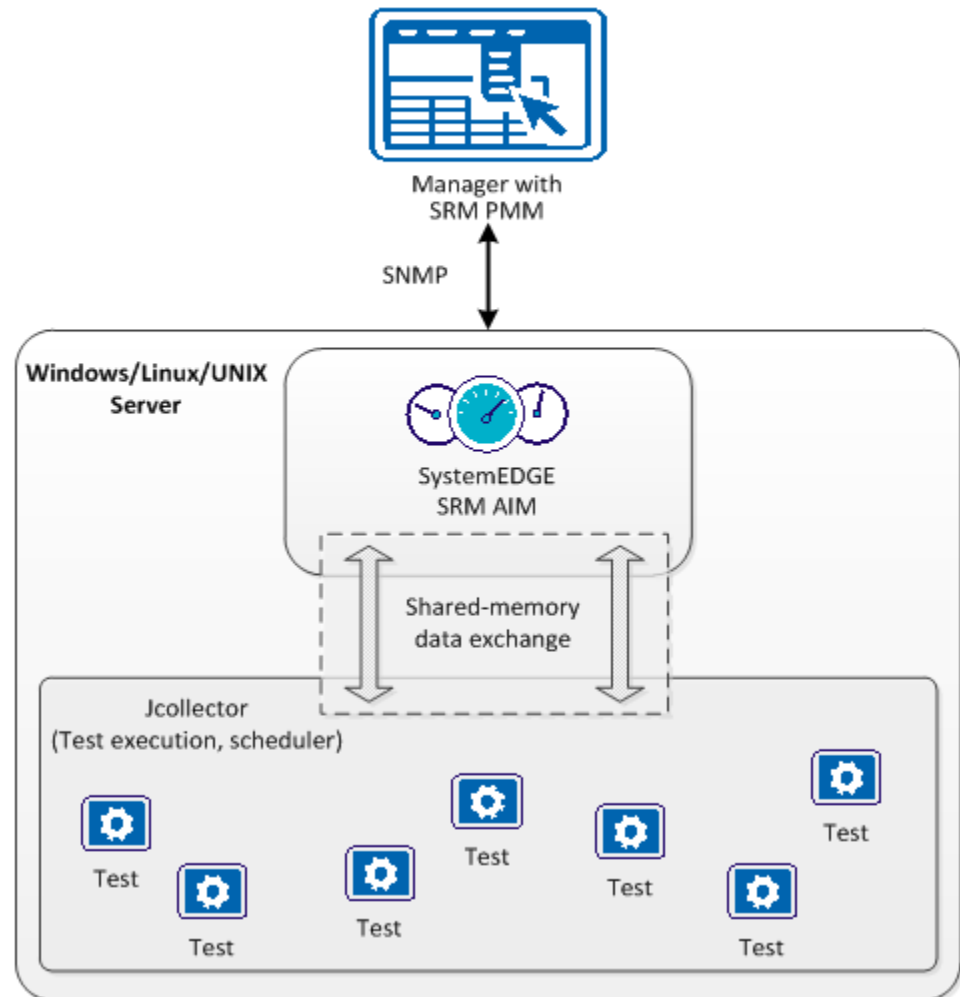 Manager with
SRM PMM
SNMP
Windows/Linux/UNIX
Server
SystemEDGE
SRM AIM
Shared-memory
data exchange
Jcollector
(Test execution, scheduler)
Test
Test
Test
Test
Test
Test
Test